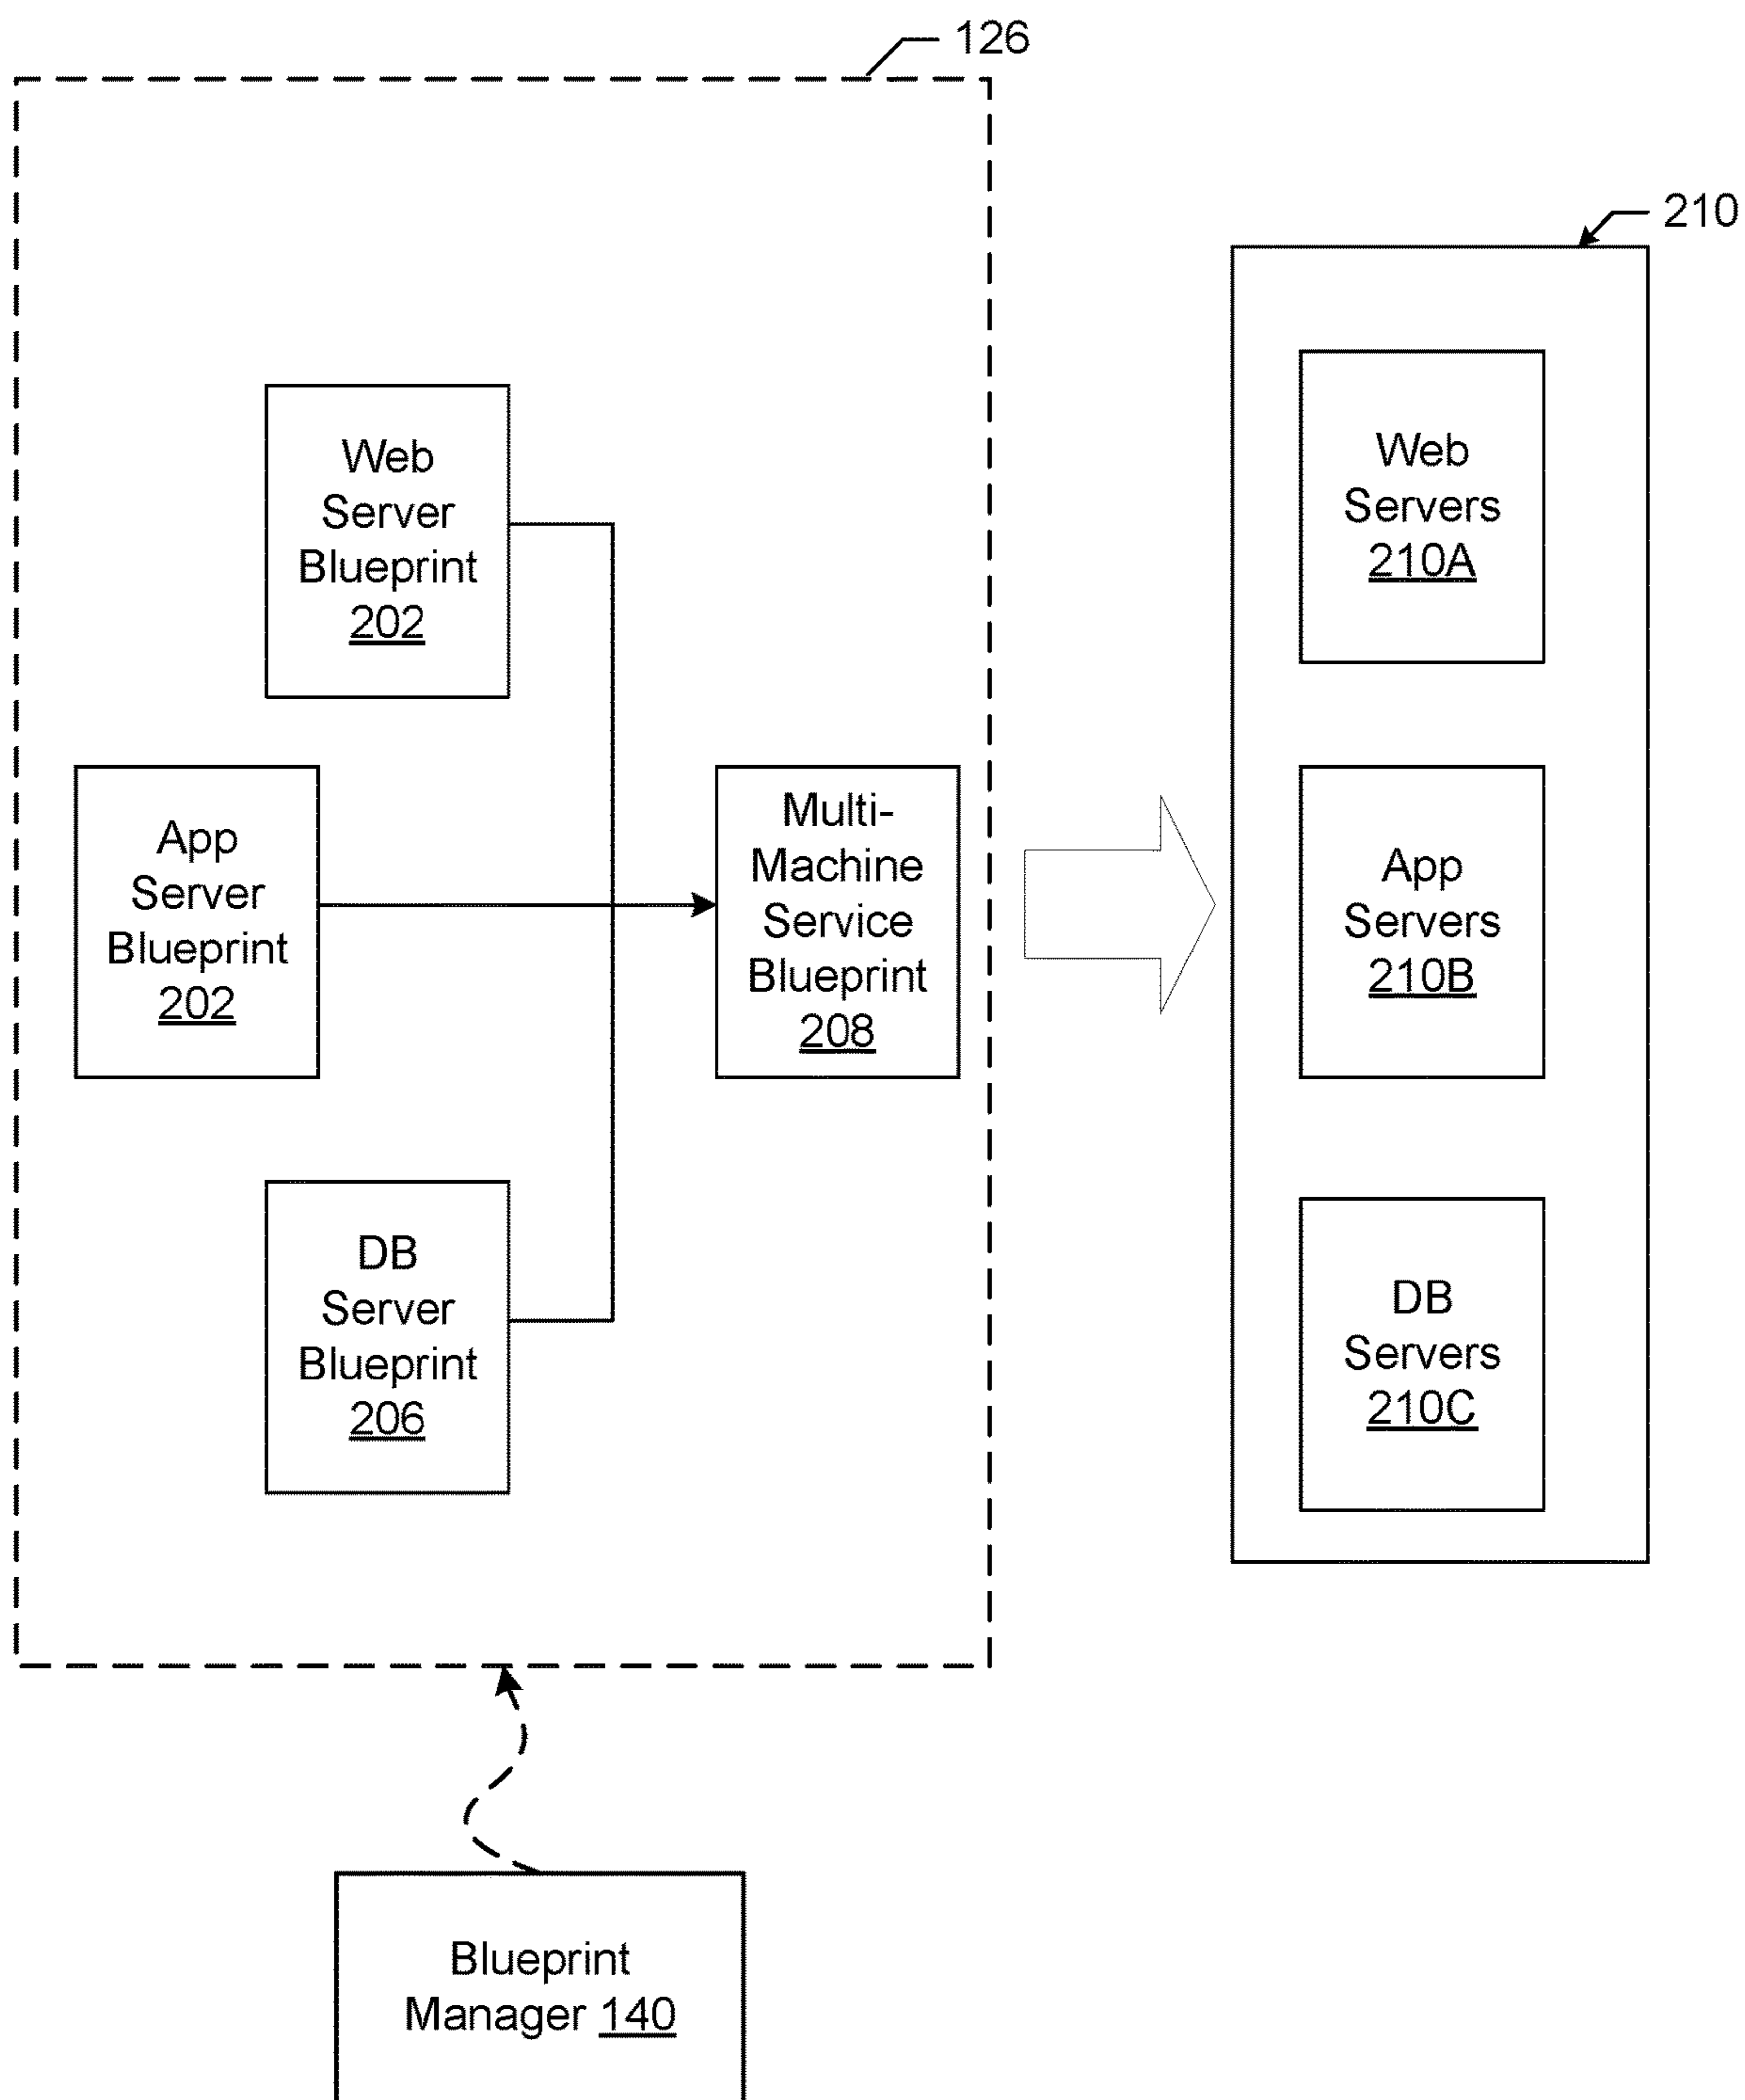 126
210
Web
Server
Blueprint
202
App
Server
Blueprint
202
DB
Server
Blueprint
206
Multi-
Machine
Service
Blueprint
208
Web
Servers
210A
App
Servers
210B
DB
Servers
210C
Blueprint
Manager 140